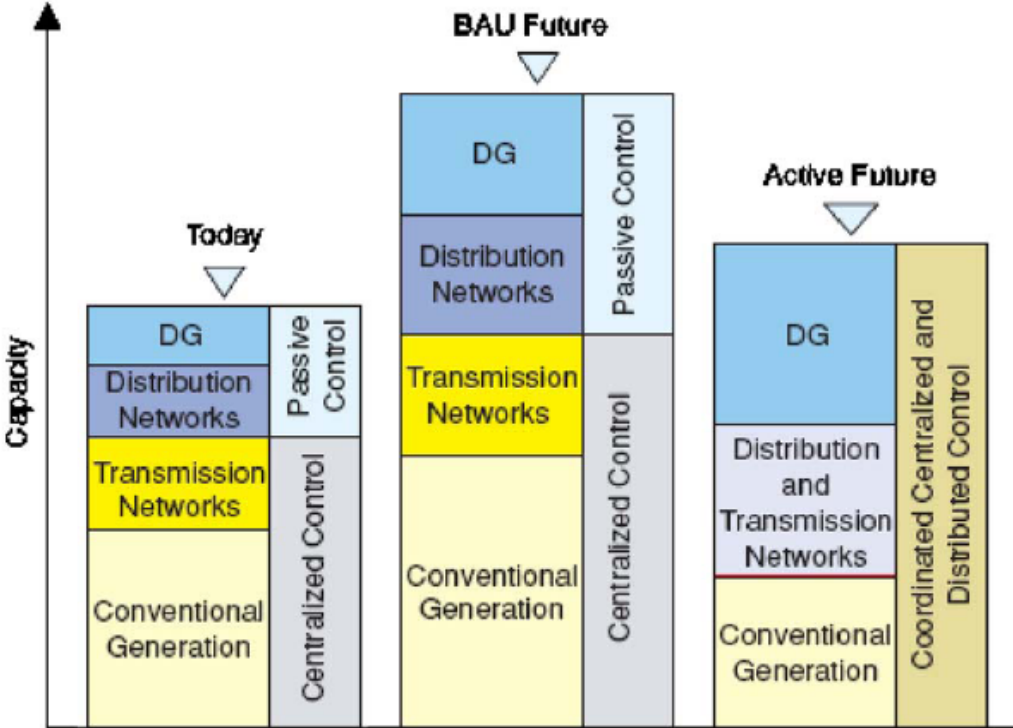 Capacity
Today
DG
Distribution
Networks
Transmission
Networks
Conventional
Generation
Passive
Control
Centralized Control
BAU Future
DG
Distribution
Networks
Transmission
Networks
Conventional
Generation
Passive Control
Centralized Control
Active Future
DG
Distribution
and
Transmission
Networks
Conventional
Generation
Coordinated Centralized and
Distributed Control